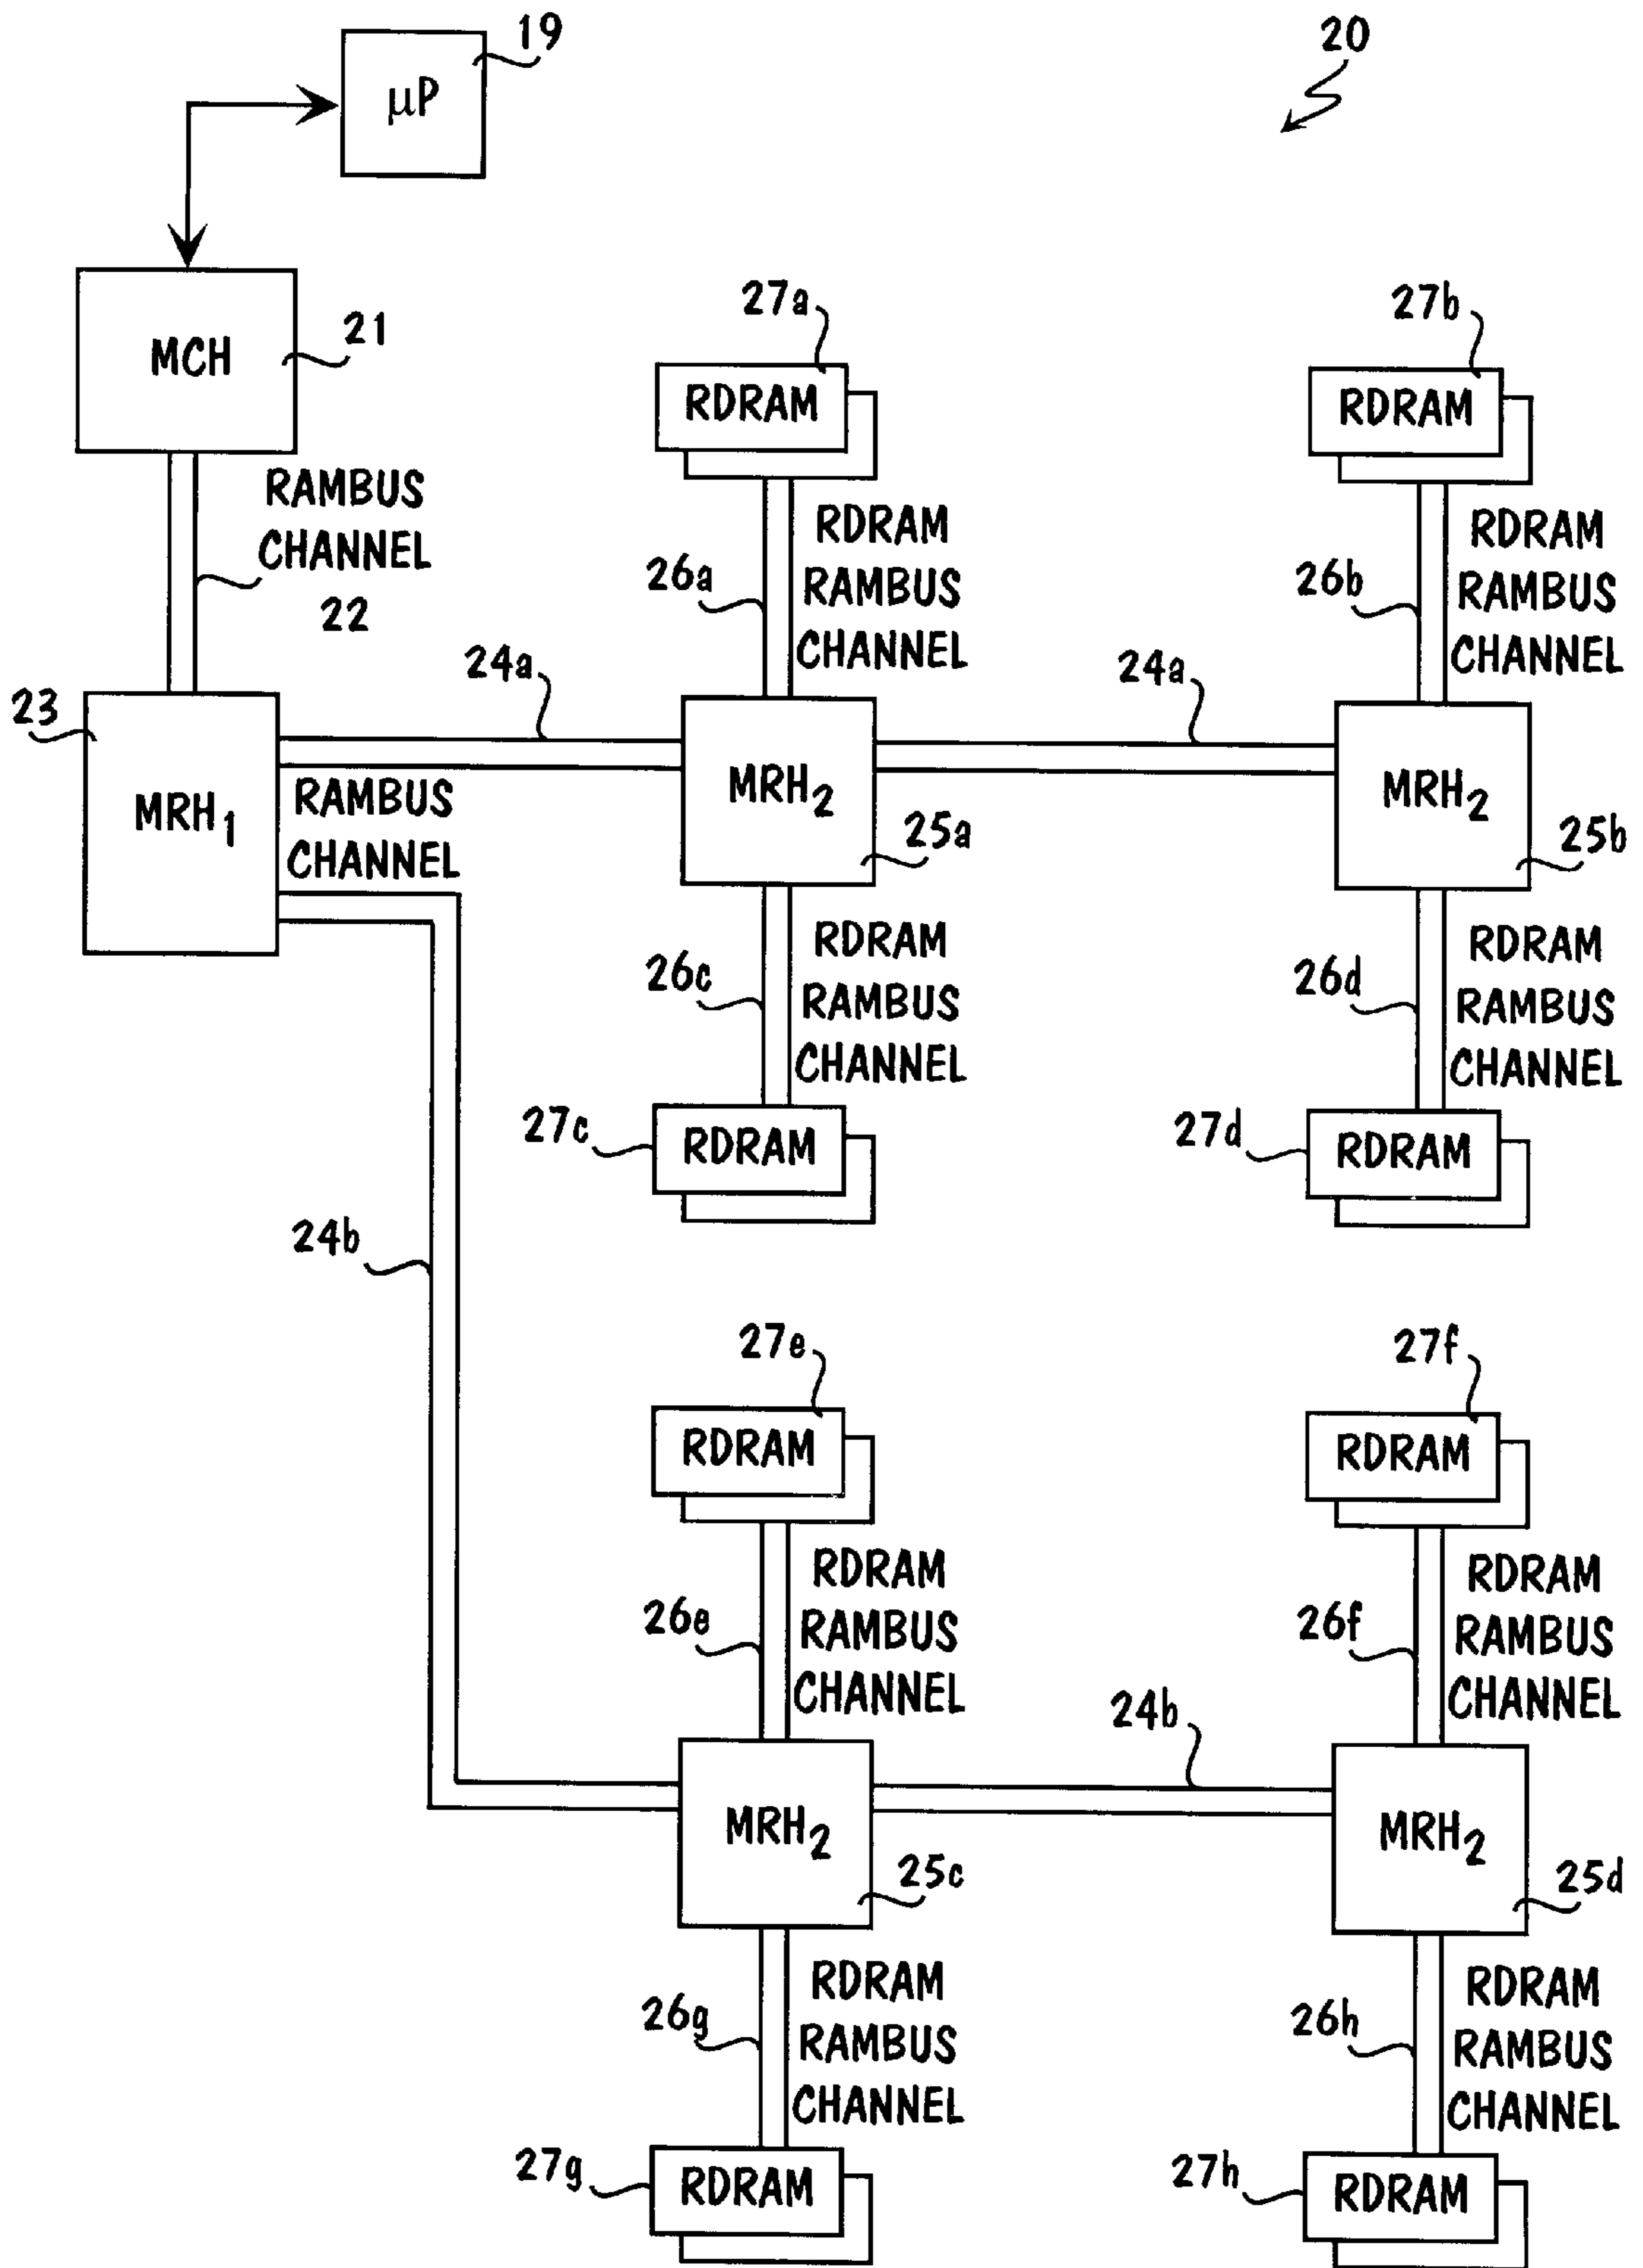 19
20
µP
MCH
21
27a
27b
RDRAM
RDRAM
RAMBUS
CHANNEL
22
26a
RDRAM
RAMBUS
CHANNEL
26b
RDRAM
RAMBUS
CHANNEL
23
24a
24a
MRH1
RAMBUS
CHANNEL
MRH2
25a
MRH2
25b
26c
RDRAM
RAMBUS
CHANNEL
26d
RDRAM
RAMBUS
CHANNEL
27c
RDRAM
27d
RDRAM
24b
27e
27f
RDRAM
RDRAM
26e
RDRAM
RAMBUS
CHANNEL
26f
RDRAM
RAMBUS
CHANNEL
24b
MRH2
25c
MRH2
25d
26g
RDRAM
RAMBUS
CHANNEL
26h
RDRAM
RAMBUS
CHANNEL
27g
RDRAM
27h
RDRAM